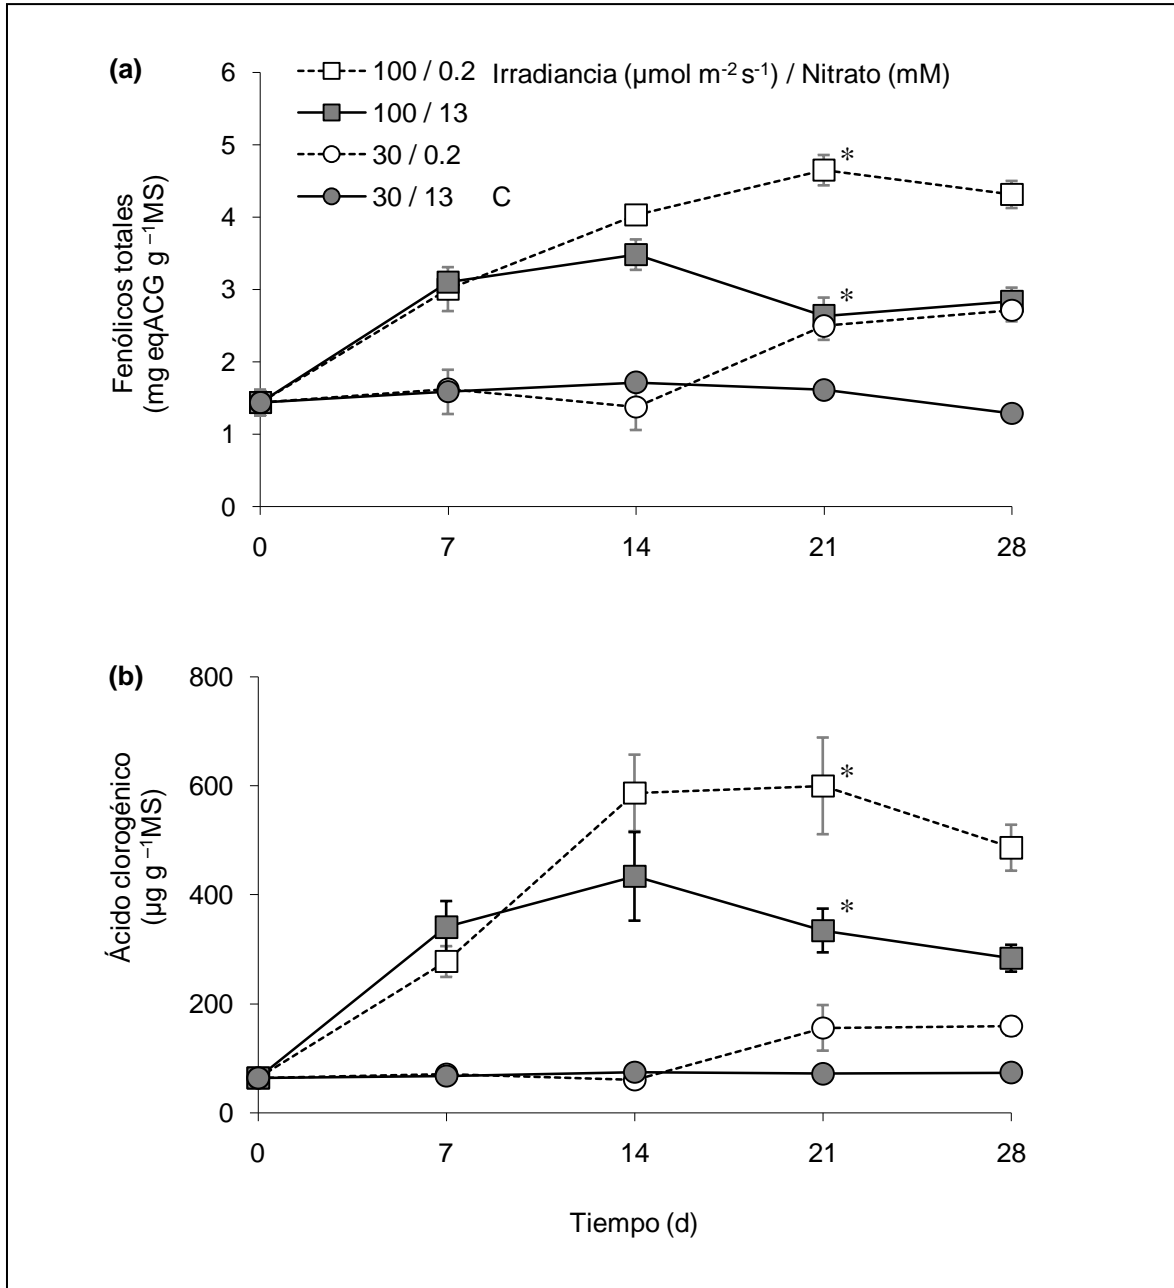 (a)
100 / 0.2 Irradiancia (µmol m-2 s-1) / Nitrato (mM)
100 / 13
30 / 0.2
30 / 13 C
Fenólicos totales
(mg eqACG g –1MS)
6
5
4
3
2
1
0
*
*
0 7 14 21 28
(b)
Ácido clorogénico
(µg g –1MS)
800
600
400
200
0
*
*
0 7 14 21 28
Tiempo (d)